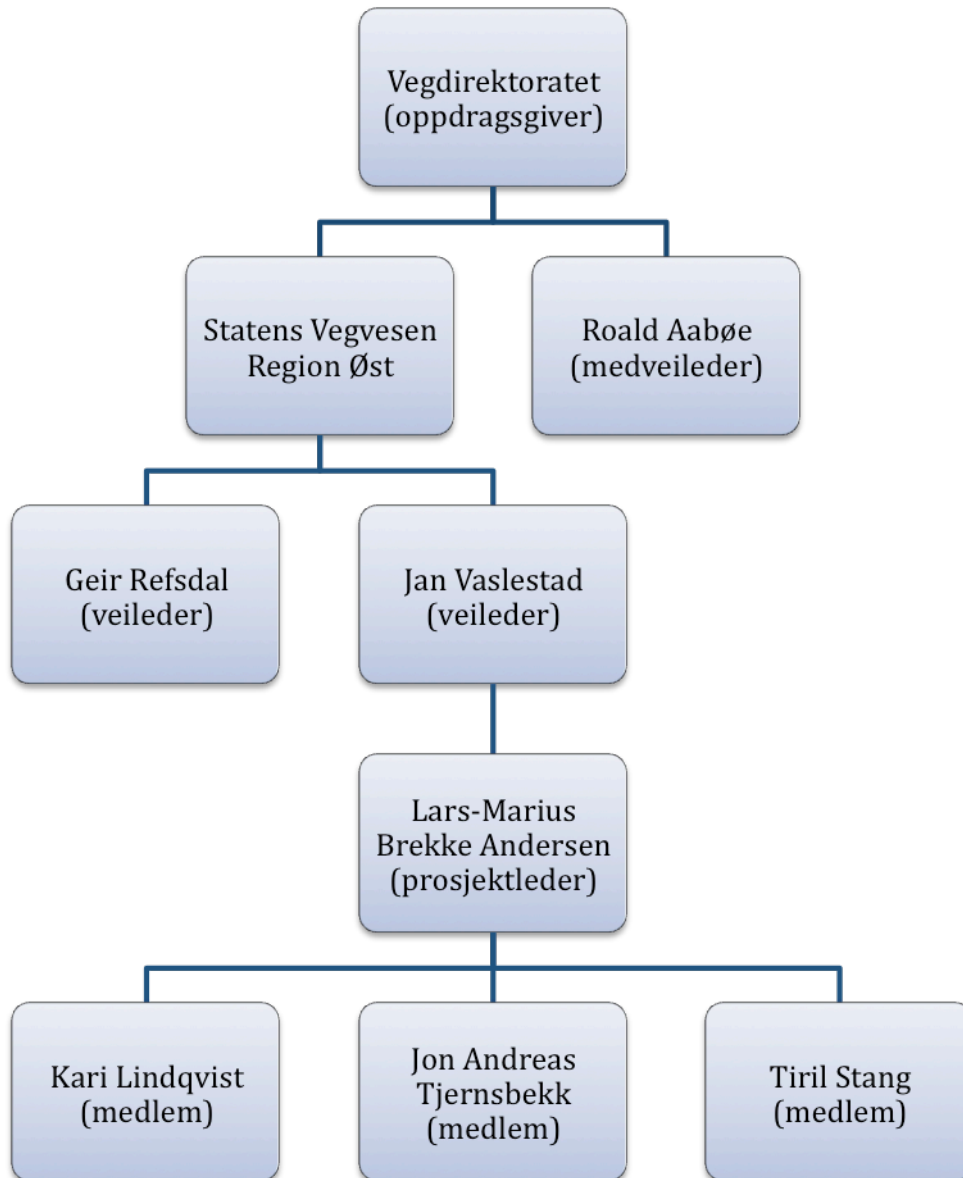 Vegdirektoratet
(oppdragsgiver)
Statens Vegvesen
Region Øst
Roald Aabøe
(medveileder)
Geir Refsdal
(veileder)
Jan Vaslestad
(veileder)
Lars-Marius
Brekke Andersen
(prosjektleder)
Kari Lindqvist
(medlem)
Jon Andreas
Tjernsbekk
(medlem)
Tiril Stang
(medlem)